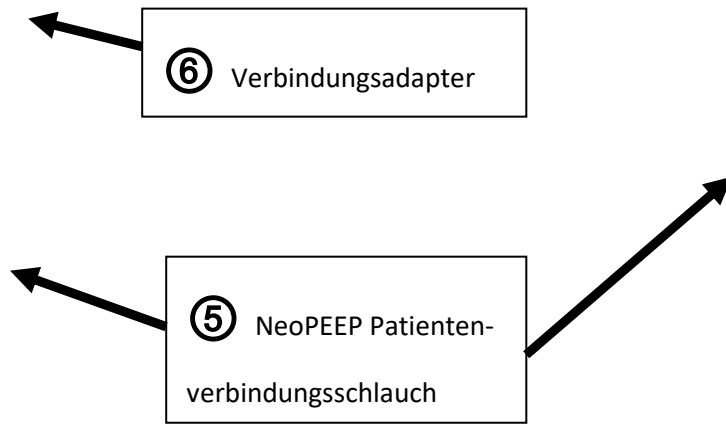 ⑥ Verbindungsadapter
⑤ NeoPEEP Patienten-
verbindungsschlauch